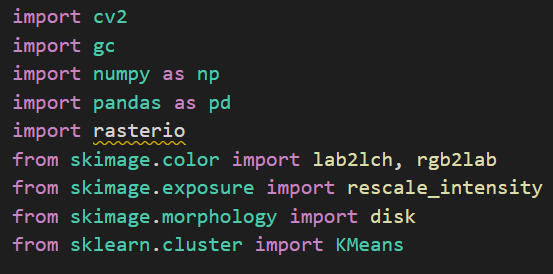 import cv2
import gc
import numpy as np
import pandas as pd
import rasterio
from skimage.color import lab2lch, rgb2lab
from skimage.exposure import rescale_intensity
from skimage.morphology import disk
from sklearn.cluster import KMeans